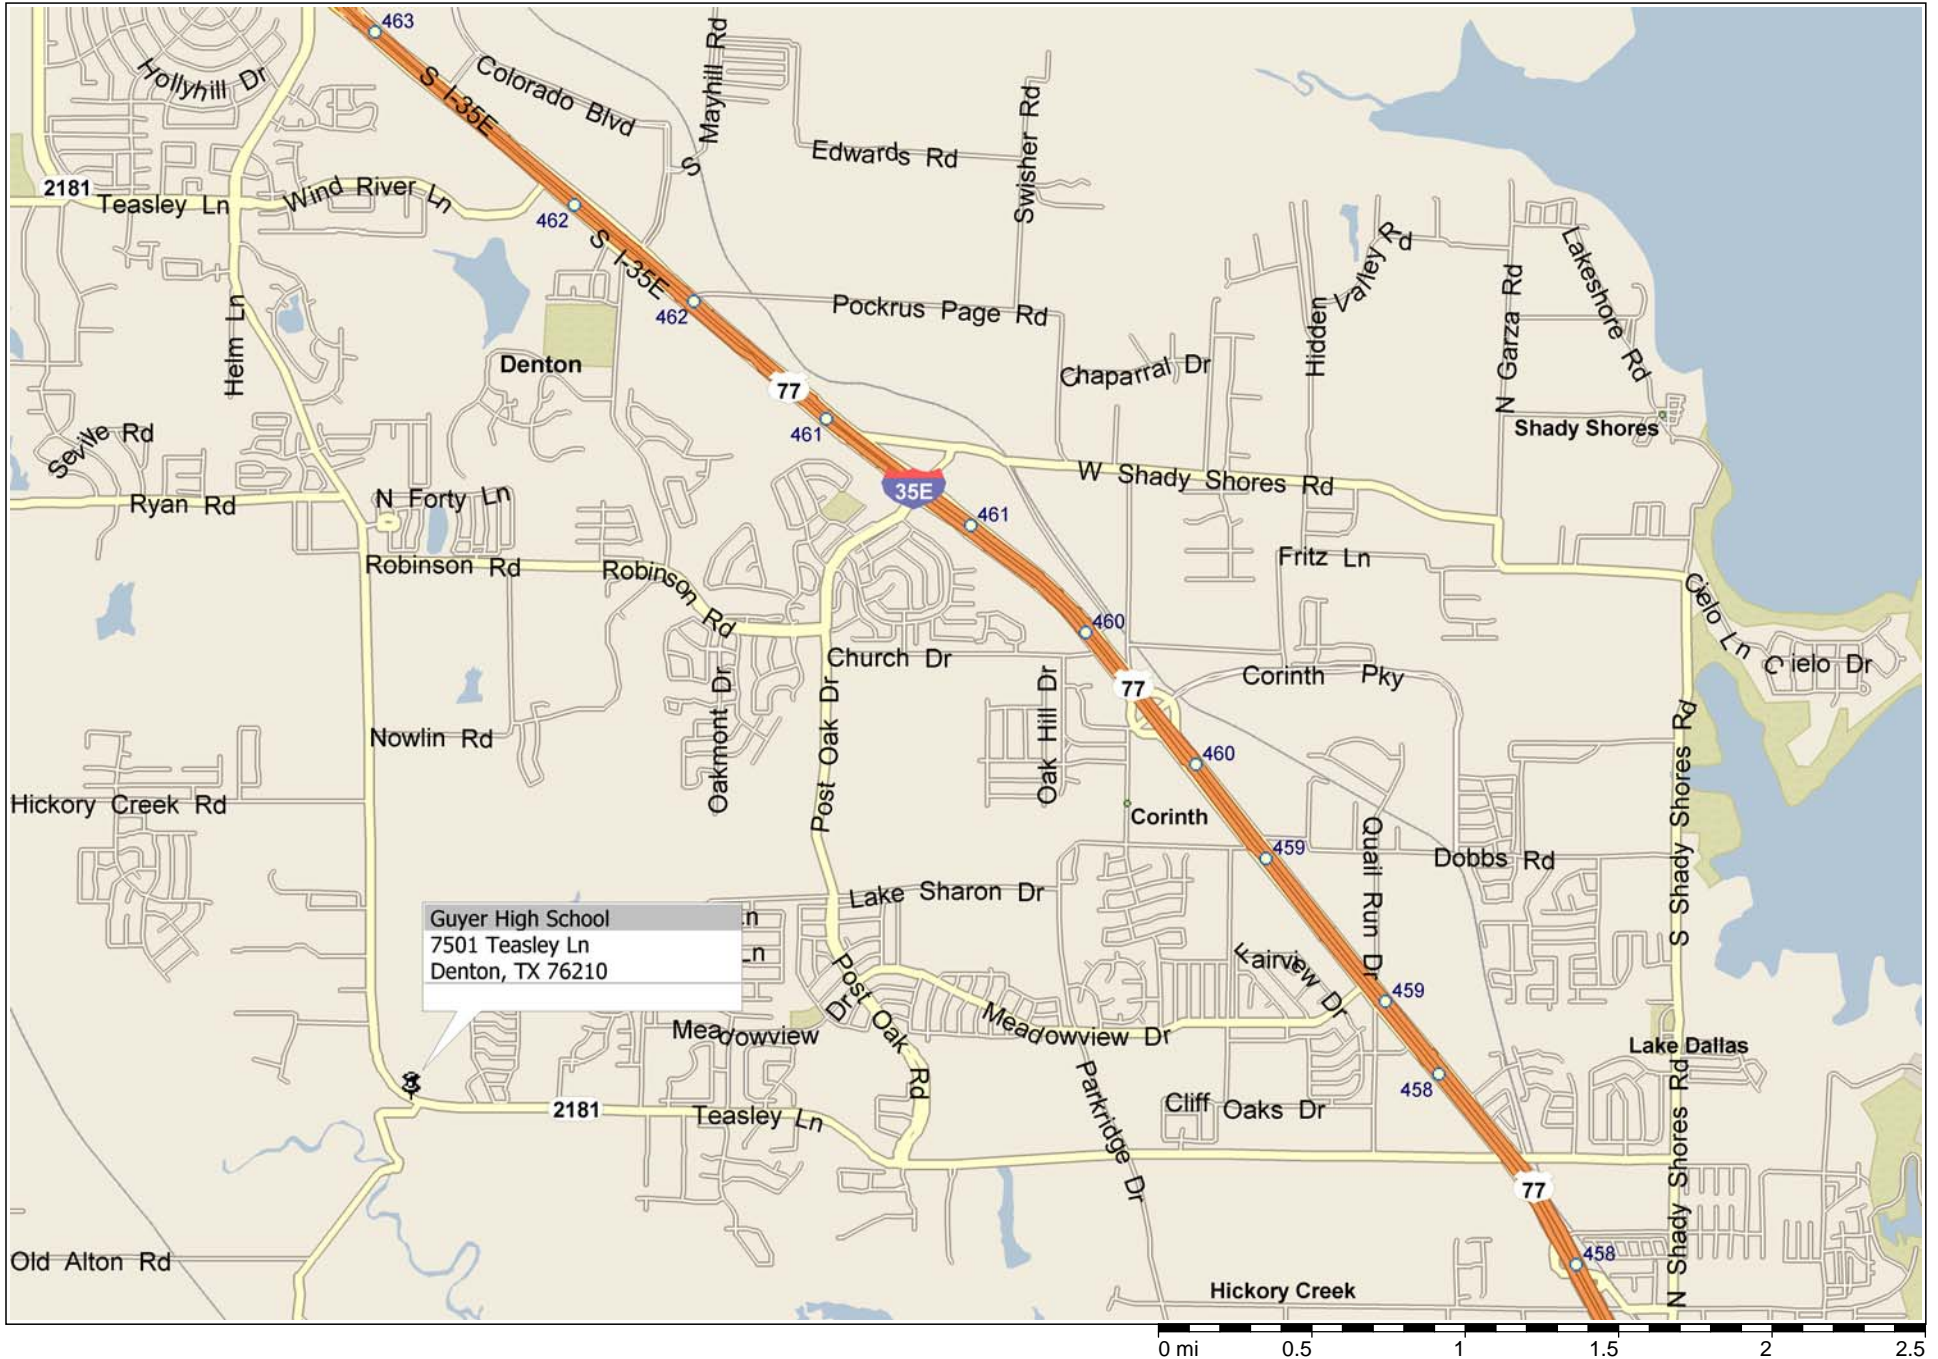 463
S I-35E
Hollyhill Dr
Colorado Blvd
S Mayhill Rd
Edwards Rd
Swisher Rd
2181
Teasley Ln
Wind River Ln
462
S I-35E
462
Pockrus Page Rd
Helm Ln
Denton
77
461
Chaparral Dr
Hidden Valley Rd
N Garza Rd
Lakeshore Rd
Shady Shores
Seville Rd
Ryan Rd
N Forty Ln
35E
461
W Shady Shores Rd
Robinson Rd
Robinson Rd
Fritz Ln
Cielo Ln
Cielo Dr
460
Church Dr
77
Corinth Pky
Oakmont Dr
Post Oak Dr
Oak Hill Dr
Nowlin Rd
460
Hickory Creek Rd
Corinth
459
Quail Run Dr
Dobbs Rd
S Shady Shores Rd
Lake Sharon Dr
Guyer High School
7501 Teasley Ln
Denton, TX 76210
Ln
Ln
Fairview Dr
459
Post Oak Rd
Meadowview Dr
Meadowview Dr
Lake Dallas
458
Parkridge Dr
Cliff Oaks Dr
2181
Teasley Ln
N Shady Shores Rd
77
Old Alton Rd
458
Hickory Creek
0 mi 0.5 1 1.5 2 2.5